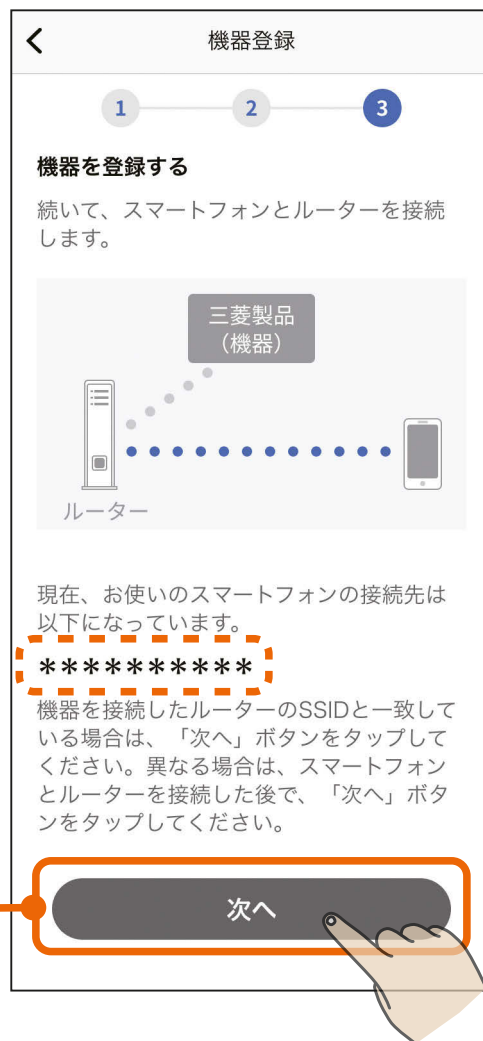 機器登録
1 2 3
機器を登録する
続いて、スマートフォンとルーターを接続
します。
三菱製品
（機器）
ルーター
現在、お使いのスマートフォンの接続先は
以下になっています。
**********
機器を接続したルーターのSSIDと一致して
いる場合は、「次へ」ボタンをタップして
ください。異なる場合は、スマートフォン
とルーターを接続した後で、「次へ」ボタ
ンをタップしてください。
次へ